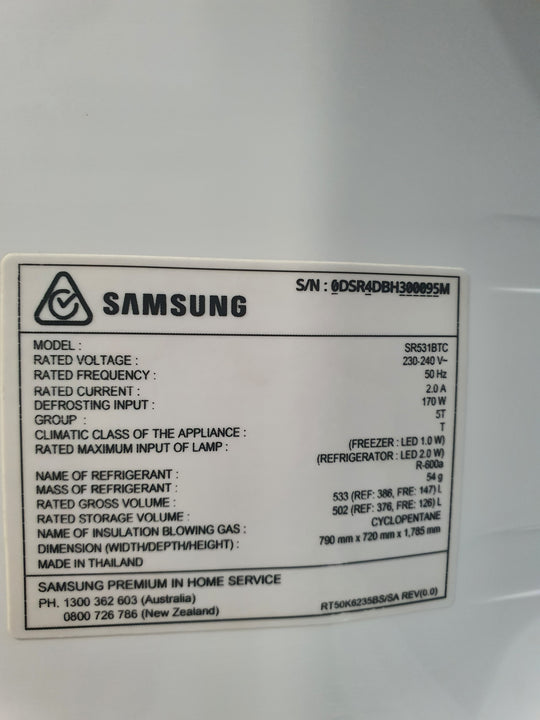 SAMSUNG
S/N : 0DSR4DBH300095M
MODEL : SR531BTC
RATED VOLTAGE : 230-240 V~
RATED FREQUENCY : 50 Hz
RATED CURRENT : 2.0 A
DEFROSTING INPUT : 170 W
GROUP : 5T
CLIMATIC CLASS OF THE APPLIANCE : T
RATED MAXIMUM INPUT OF LAMP : (FREEZER : LED 1.0 W)
(REFRIGERATOR : LED 2.0 W)
NAME OF REFRIGERANT : R-600a
MASS OF REFRIGERANT : 54 g
RATED GROSS VOLUME : 533 (REF: 386, FRE: 147) L
RATED STORAGE VOLUME : 502 (REF: 376, FRE: 126) L
NAME OF INSULATION BLOWING GAS : CYCLOPENTANE
DIMENSION (WIDTH/DEPTH/HEIGHT) : 790 mm x 720 mm x 1,785 mm
MADE IN THAILAND
SAMSUNG PREMIUM IN HOME SERVICE
PH. 1300 362 603 (Australia)
0800 726 786 (New Zealand)
RT50K6235BS/SA REV(0.0)